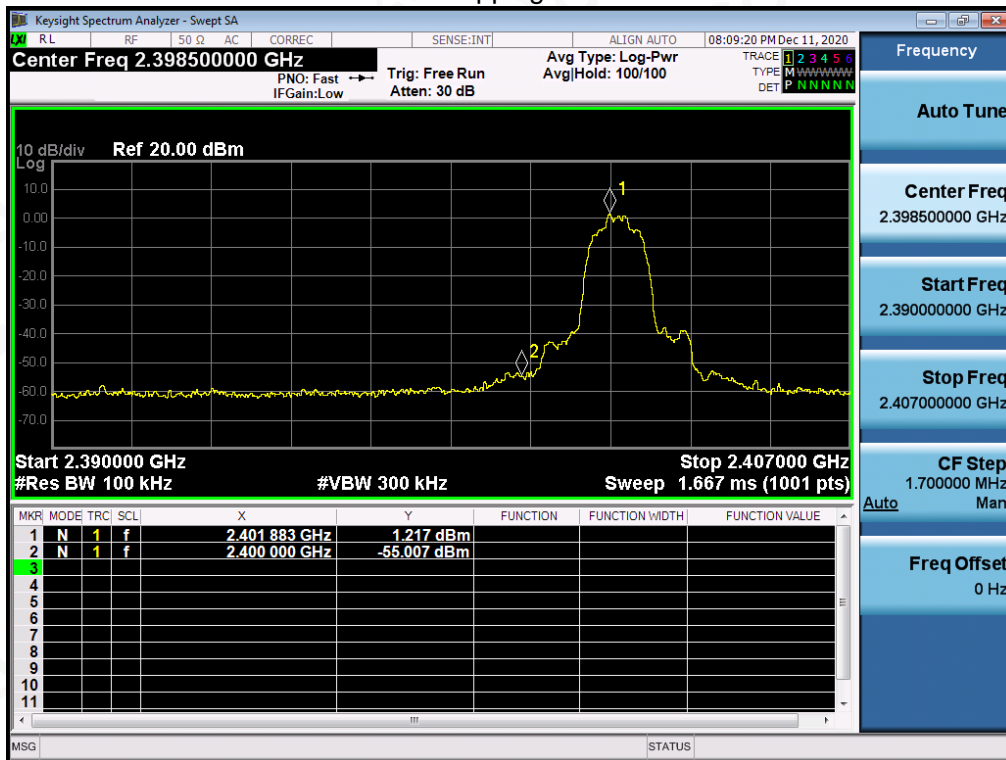 pping
Keysight Spectrum Analyzer - Swept SA
LXI RL RF 50 Ω AC CORREC SENSE:INT ALIGN AUTO 08:09:20 PM Dec 11, 2020
Center Freq 2.398500000 GHz
PNO: Fast
IFGain:Low
Trig: Free Run
Atten: 30 dB
Avg Type: Log-Pwr
Avg|Hold: 100/100
TRACE 1 2 3 4 5 6
TYPE M WWWWW
DET P N N N N N
10 dB/div Ref 20.00 dBm
Log
10.0
0.00
-10.0
-20.0
-30.0
-40.0
-50.0
-60.0
-70.0
1
2
Start 2.390000 GHz Stop 2.407000 GHz
#Res BW 100 kHz #VBW 300 kHz Sweep 1.667 ms (1001 pts)
MKR MODE TRC SCL X Y FUNCTION FUNCTION WIDTH FUNCTION VALUE
1 N 1 f 2.401 883 GHz 1.217 dBm
2 N 1 f 2.400 000 GHz -55.007 dBm
3
4
5
6
7
8
9
10
11
MSG STATUS
Frequency
Auto Tune
Center Freq
2.398500000 GHz
Start Freq
2.390000000 GHz
Stop Freq
2.407000000 GHz
CF Step
1.700000 MHz
Auto Man
Freq Offset
0 Hz